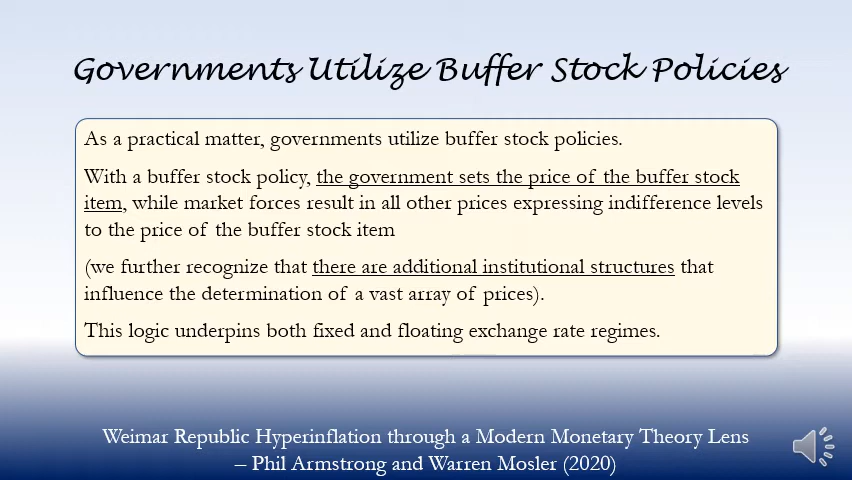 Governments Utilize Buffer Stock Policies
As a practical matter, governments utilize buffer stock policies.
With a buffer stock policy, the government sets the price of the buffer stock
item, while market forces result in all other prices expressing indifference levels
to the price of the buffer stock item
(we further recognize that there are additional institutional structures that
influence the determination of a vast array of prices).
This logic underpins both fixed and floating exchange rate regimes.
Weimar Republic Hyperinflation through a Modern Monetary Theory Lens
– Phil Armstrong and Warren Mosler (2020)